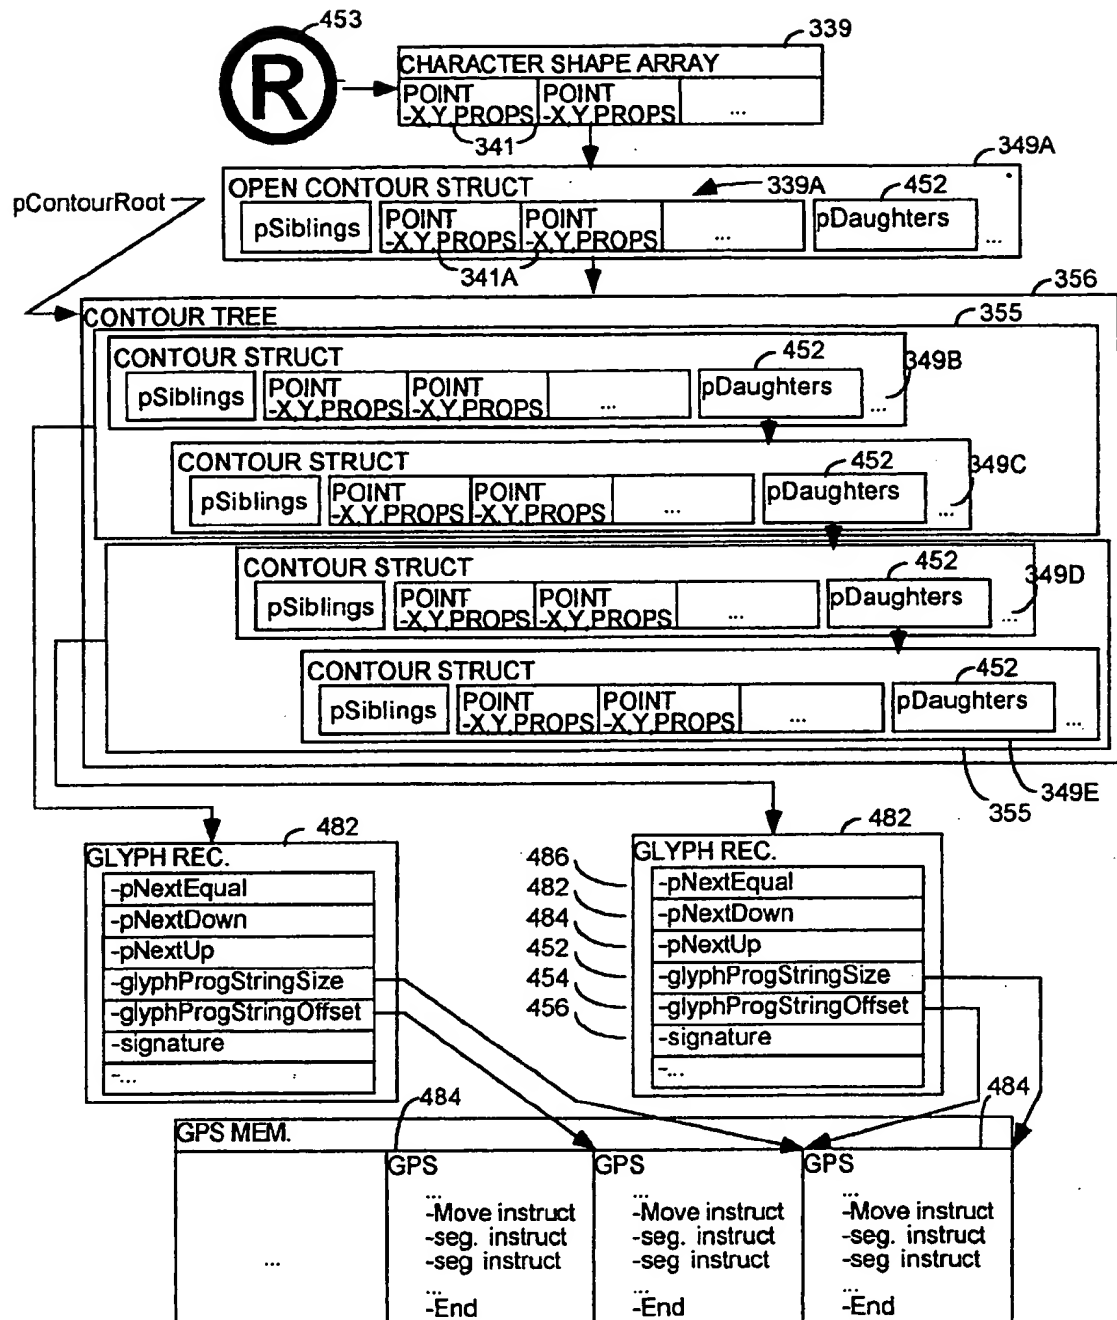 453
339
R
CHARACTER SHAPE ARRAY
POINT POINT
-X.Y.PROPS -X.Y.PROPS ...
341
349A
OPEN CONTOUR STRUCT 339A 452
pContourRoot
pSiblings POINT POINT ... pDaughters ...
-X.Y.PROPS -X.Y.PROPS
341A
356
CONTOUR TREE 355
CONTOUR STRUCT 452 349B
pSiblings POINT POINT ... pDaughters ...
-X.Y.PROPS -X.Y.PROPS
CONTOUR STRUCT 452 349C
pSiblings POINT POINT ... pDaughters ...
-X.Y.PROPS -X.Y.PROPS
CONTOUR STRUCT 452 349D
pSiblings POINT POINT ... pDaughters ...
-X.Y.PROPS -X.Y.PROPS
CONTOUR STRUCT 452
pSiblings POINT POINT ... pDaughters ...
-X.Y.PROPS -X.Y.PROPS
355 349E
482
GLYPH REC.
-pNextEqual
-pNextDown
-pNextUp
-glyphProgStringSize
-glyphProgStringOffset
-signature
-...
482
GLYPH REC.
486 -pNextEqual
482 -pNextDown
484 -pNextUp
452 -glyphProgStringSize
454 -glyphProgStringOffset
456 -signature
-...
484 484
GPS MEM.
...
GPS
...
-Move instruct
-seg. instruct
-seg instruct
...
-End
GPS
...
-Move instruct
-seg. instruct
-seg instruct
...
-End
GPS
...
-Move instruct
-seg. instruct
-seg instruct
...
-End